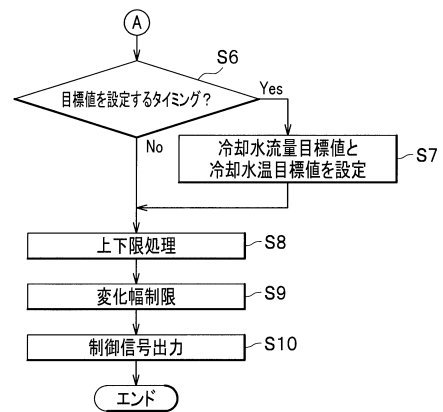 A
S6
目標値を設定するタイミング?
Yes
No
冷却水流量目標値と
冷却水温目標値を設定
S7
上下限処理
S8
変化幅制限
S9
制御信号出力
S10
エンド